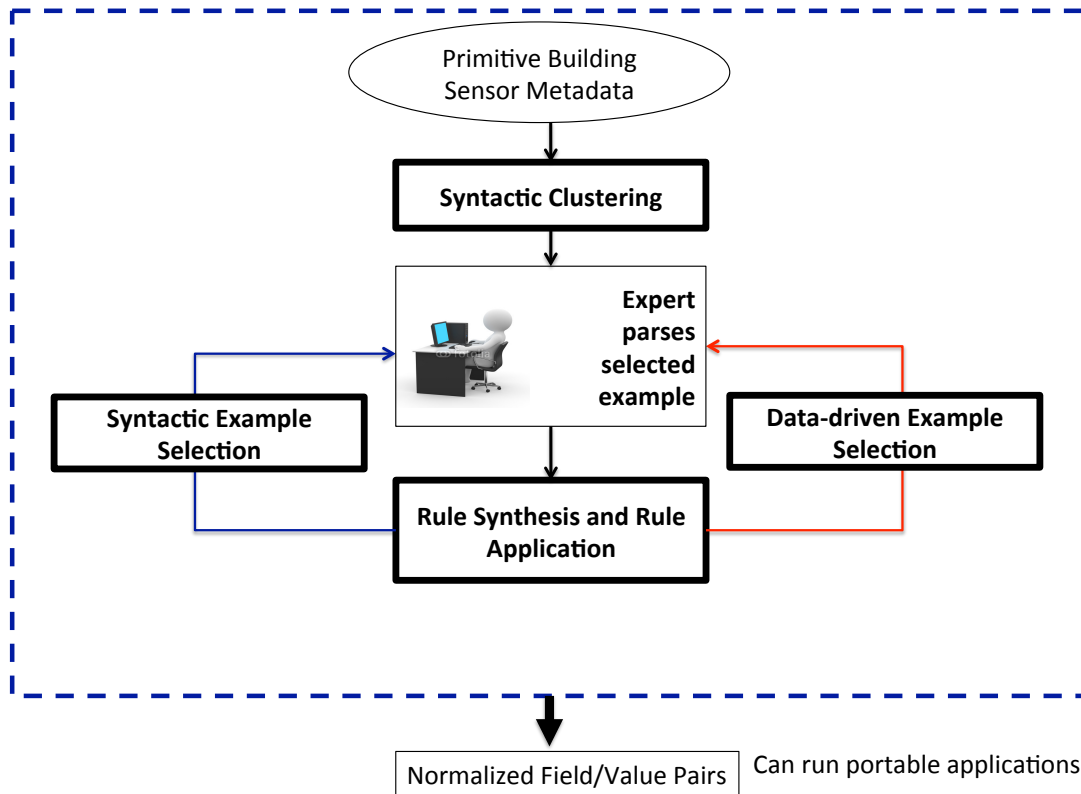 Primitive Building
Sensor Metadata
Syntactic Clustering
Expert
parses
selected
example
Syntactic Example
Selection
Data-driven Example
Selection
Rule Synthesis and Rule
Application
Normalized Field/Value Pairs
Can run portable applications